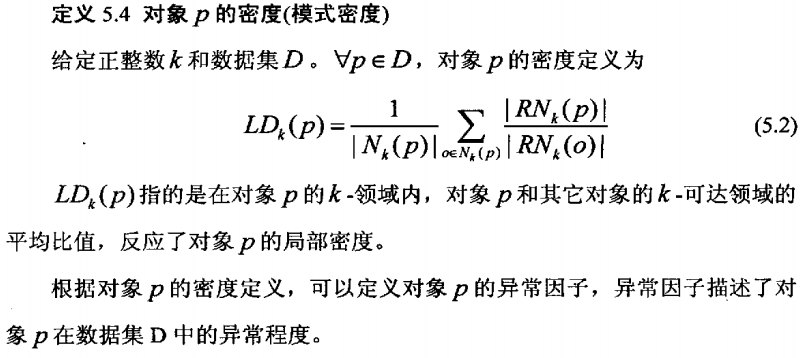 定义 5.4 对象 p 的密度(模式密度)
给定正整数 k 和数据集 D 。∀p∈D，对象 p 的密度定义为
LD_k(p) = \frac{1}{|N_k(p)|} \sum_{o∈N_k(p)} \frac{|RN_k(p)|}{|RN_k(o)|} (5.2)
LD_k(p)指的是在对象 p 的 k -领域内，对象 p 和其它对象的 k -可达领域的
平均比值，反应了对象 p 的局部密度。
根据对象 p 的密度定义，可以定义对象 p 的异常因子，异常因子描述了对
象 p 在数据集 D 中的异常程度。